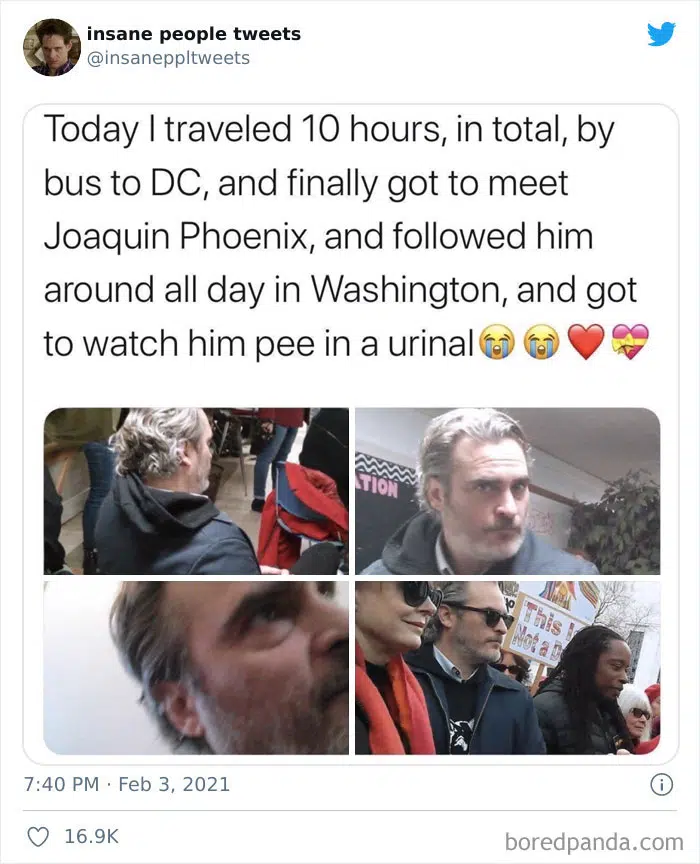 insane people tweets
@insaneppltweets
Today I traveled 10 hours, in total, by
bus to DC, and finally got to meet
Joaquin Phoenix, and followed him
around all day in Washington, and got
to watch him pee in a urinal😭 😭 ❤️ 💝
TION
This I
Not a D
7:40 PM · Feb 3, 2021
16.9K
boredpanda.com